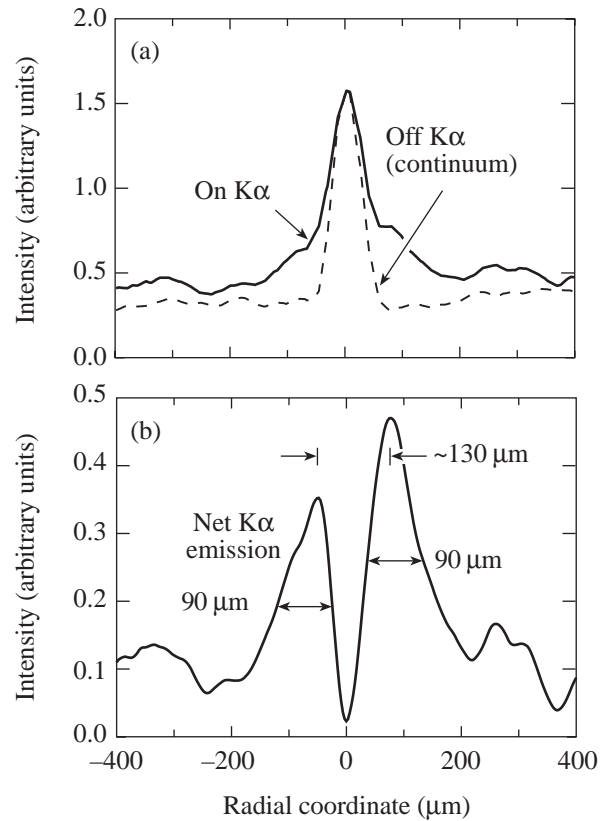 (a)
Intensity (arbitrary units)
2.0
1.5
1.0
0.5
0.0
On Kα
Off Kα
(continuum)
(b)
Intensity (arbitrary units)
0.5
0.4
0.3
0.2
0.1
0.0
~130 μm
Net Kα
emission
90 μm
90 μm
–400
–200
0
200
400
Radial coordinate (μm)